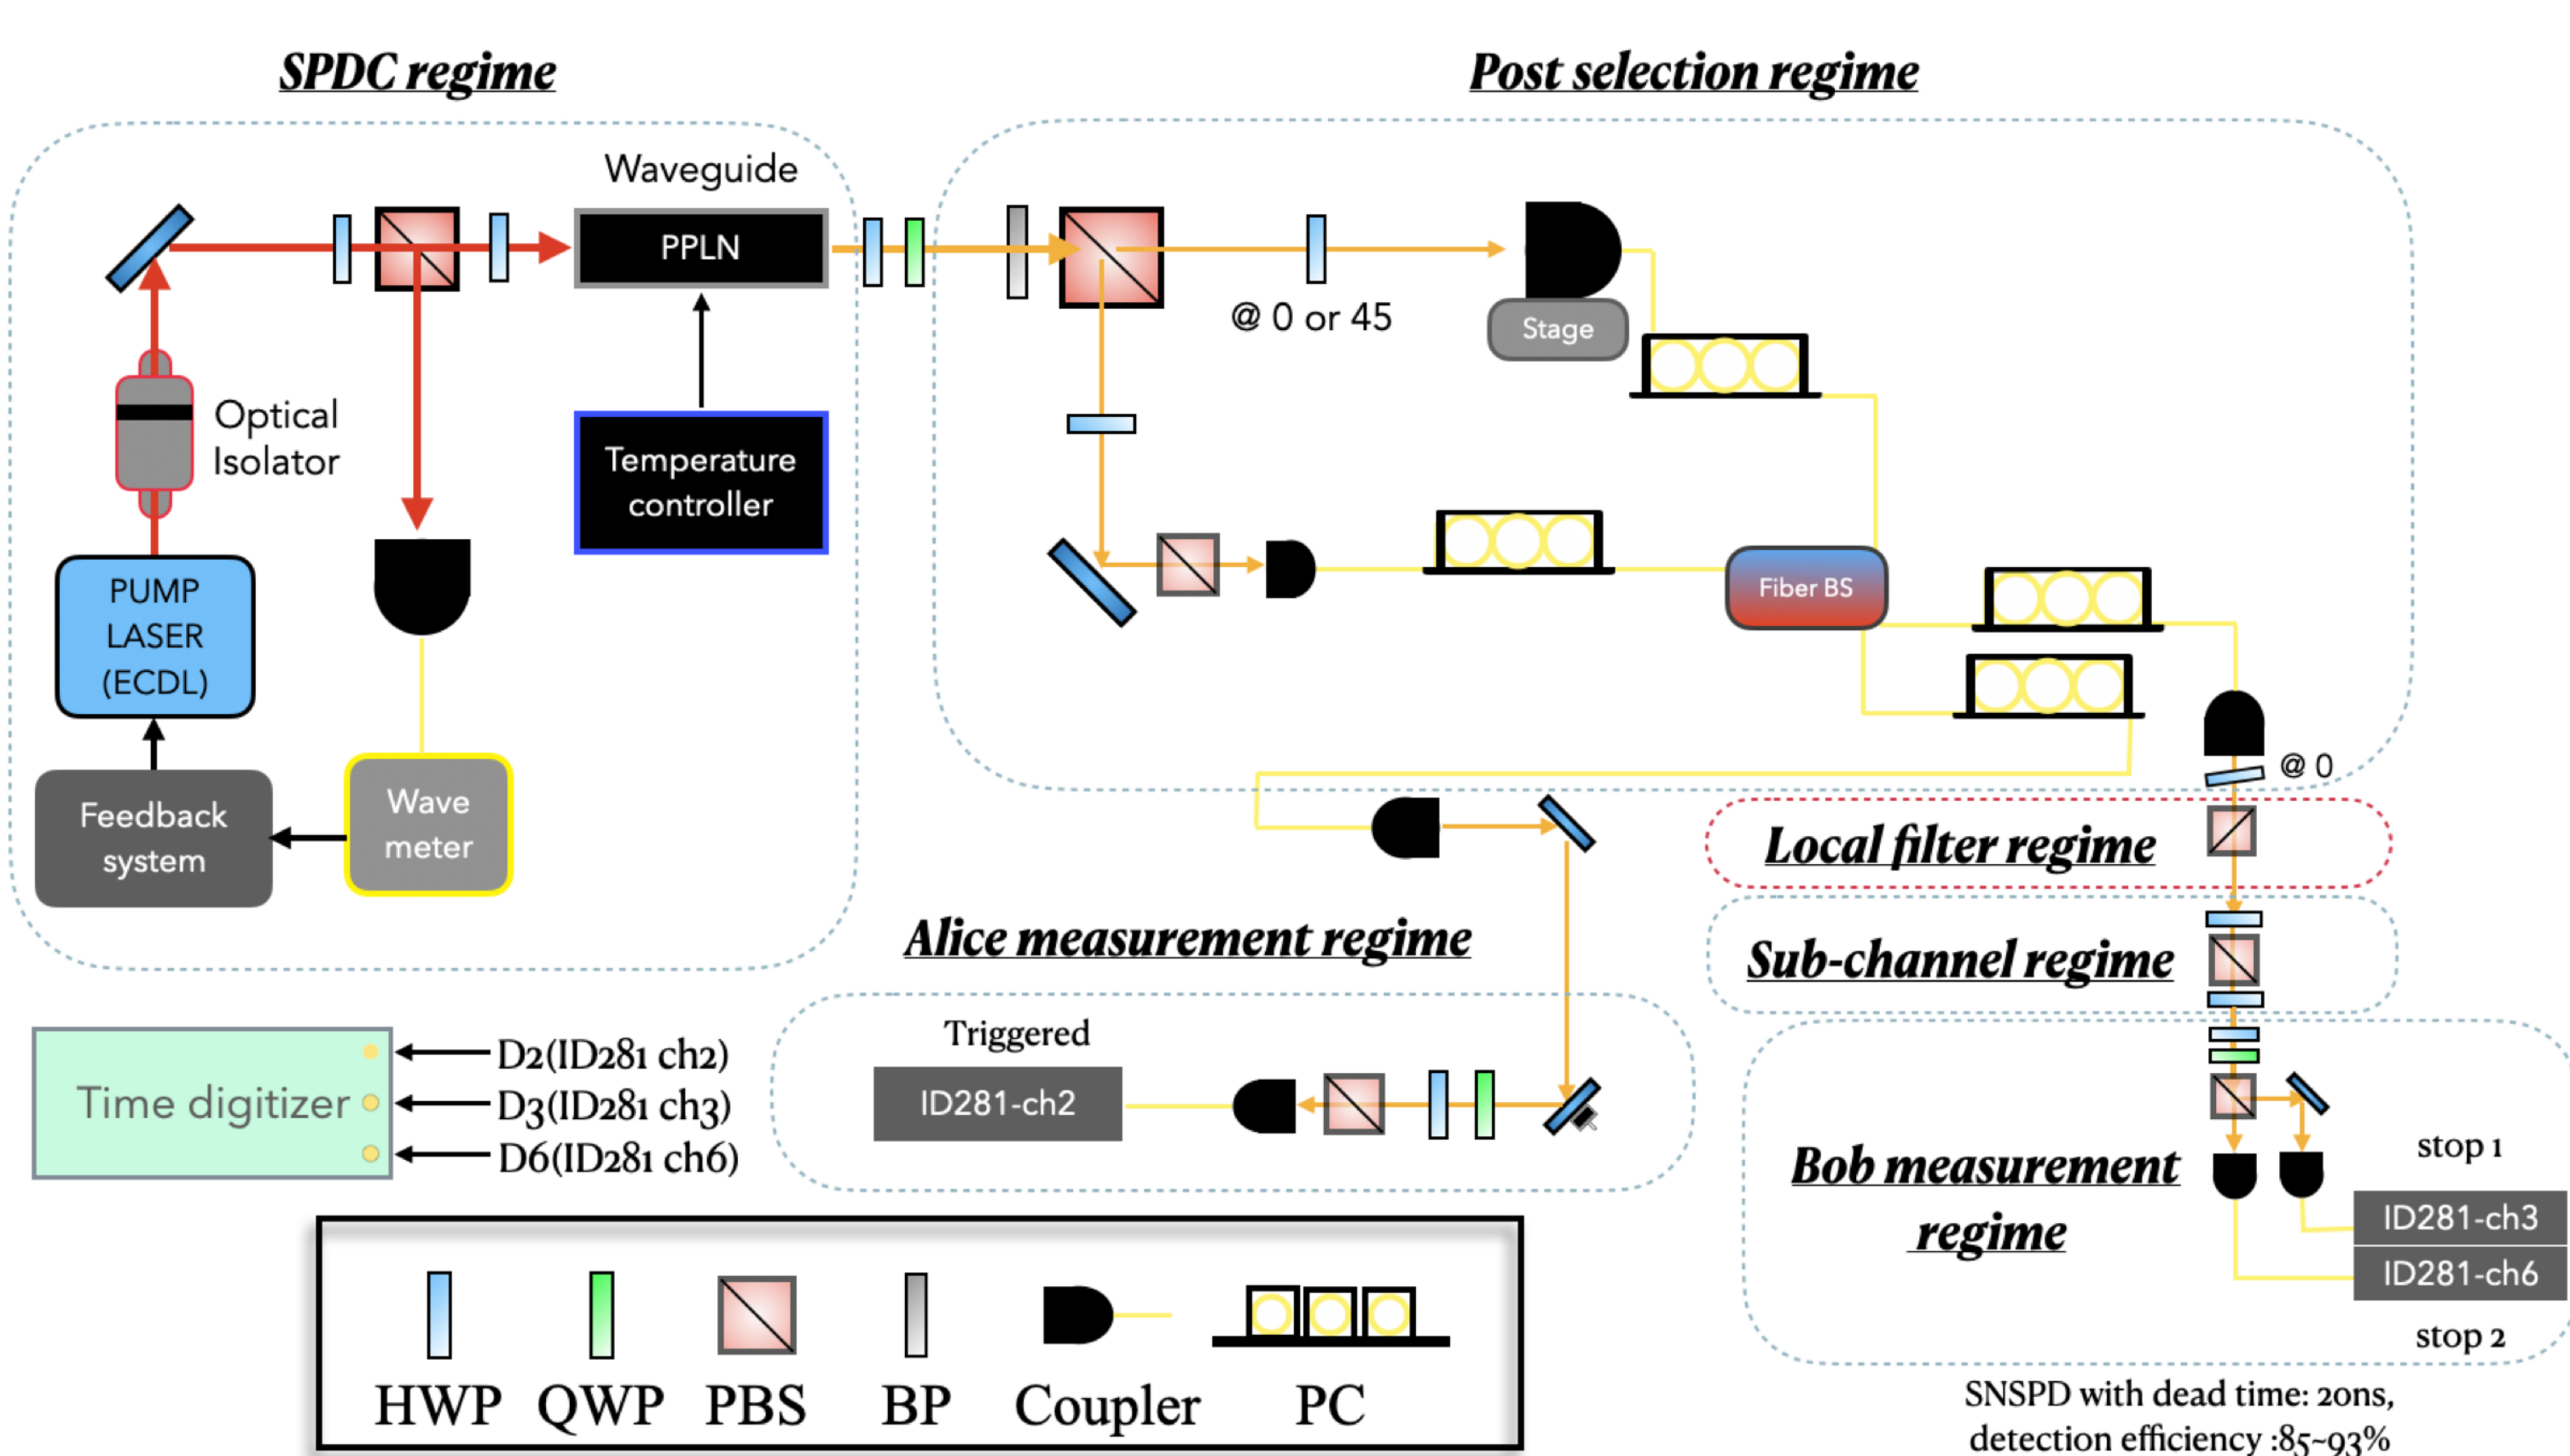 SPDC regime
Post selection regime
Waveguide
PPLN
@ 0 or 45
Stage
Optical
Isolator
Temperature
controller
PUMP
LASER
(ECDL)
Fiber BS
@ 0
Feedback
system
Wave
meter
Local filter regime
Alice measurement regime
Sub-channel regime
Triggered
ID281-ch2
Time digitizer
D2(ID281 ch2)
D3(ID281 ch3)
D6(ID281 ch6)
Bob measurement
regime
stop 1
ID281-ch3
ID281-ch6
stop 2
HWP
QWP
PBS
BP
Coupler
PC
SNSPD with dead time: 20ns,
detection efficiency :85~93%